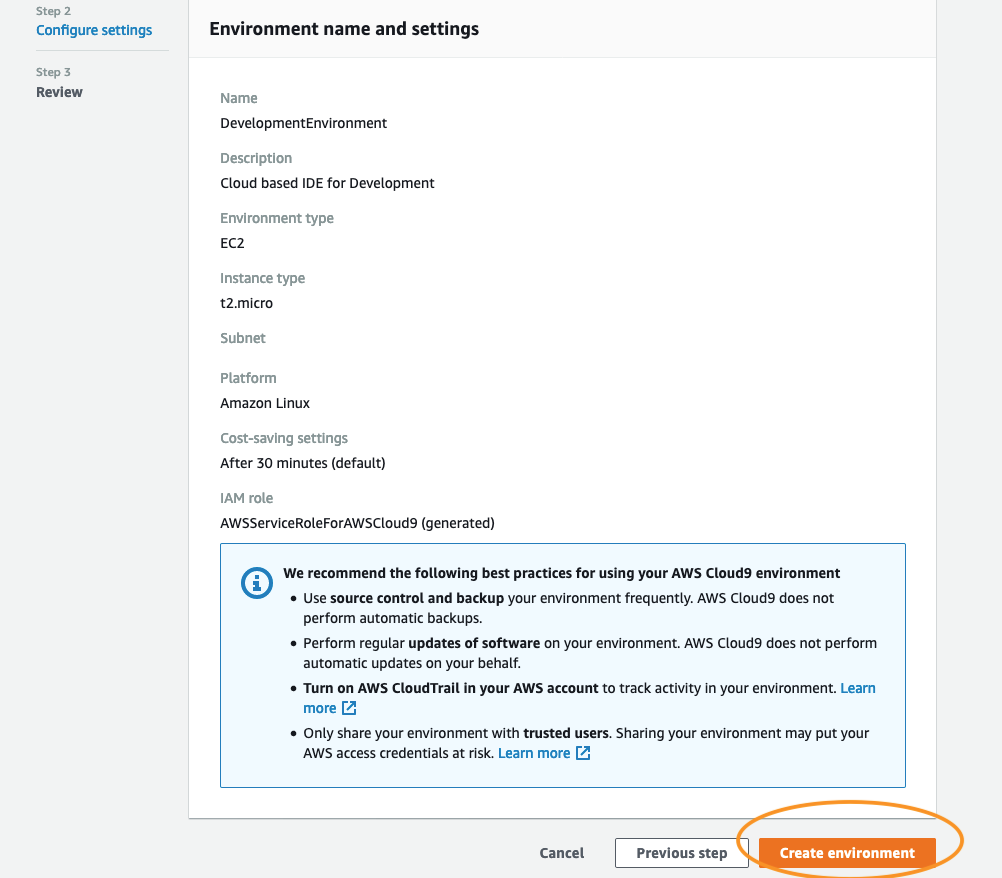 Step 2
Configure settings
Step 3
Review
Environment name and settings
Name
DevelopmentEnvironment
Description
Cloud based IDE for Development
Environment type
EC2
Instance type
t2.micro
Subnet
Platform
Amazon Linux
Cost-saving settings
After 30 minutes (default)
IAM role
AWSServiceRoleForAWSCloud9 (generated)
We recommend the following best practices for using your AWS Cloud9 environment
• Use source control and backup your environment frequently. AWS Cloud9 does not
perform automatic backups.
• Perform regular updates of software on your environment. AWS Cloud9 does not perform
automatic updates on your behalf.
• Turn on AWS CloudTrail in your AWS account to track activity in your environment. Learn
more
• Only share your environment with trusted users. Sharing your environment may put your
AWS access credentials at risk. Learn more
Cancel
Previous step
Create environment